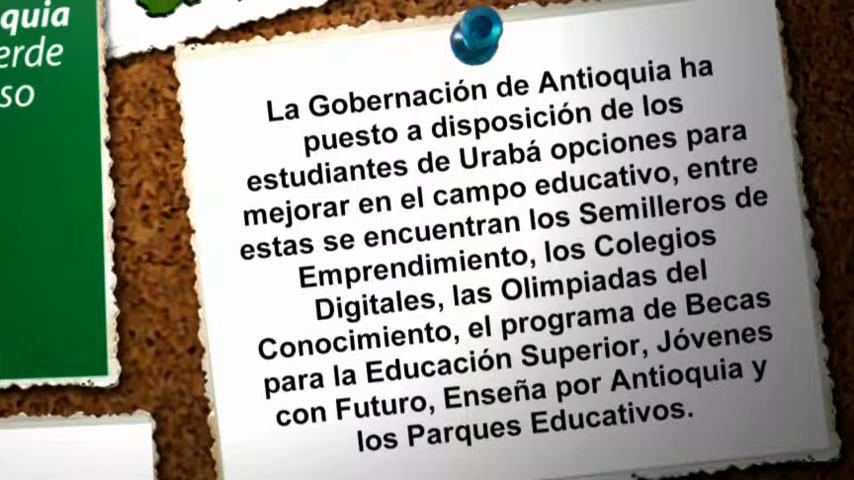 quia
erde
so
La Gobernación de Antioquia ha
puesto a disposición de los
estudiantes de Urabá opciones para
mejorar en el campo educativo, entre
estas se encuentran los Semilleros de
Emprendimiento, los Colegios
Digitales, las Olimpiadas del
Conocimiento, el programa de Becas
para la Educación Superior, Jóvenes
con Futuro, Enseña por Antioquia y
los Parques Educativos.